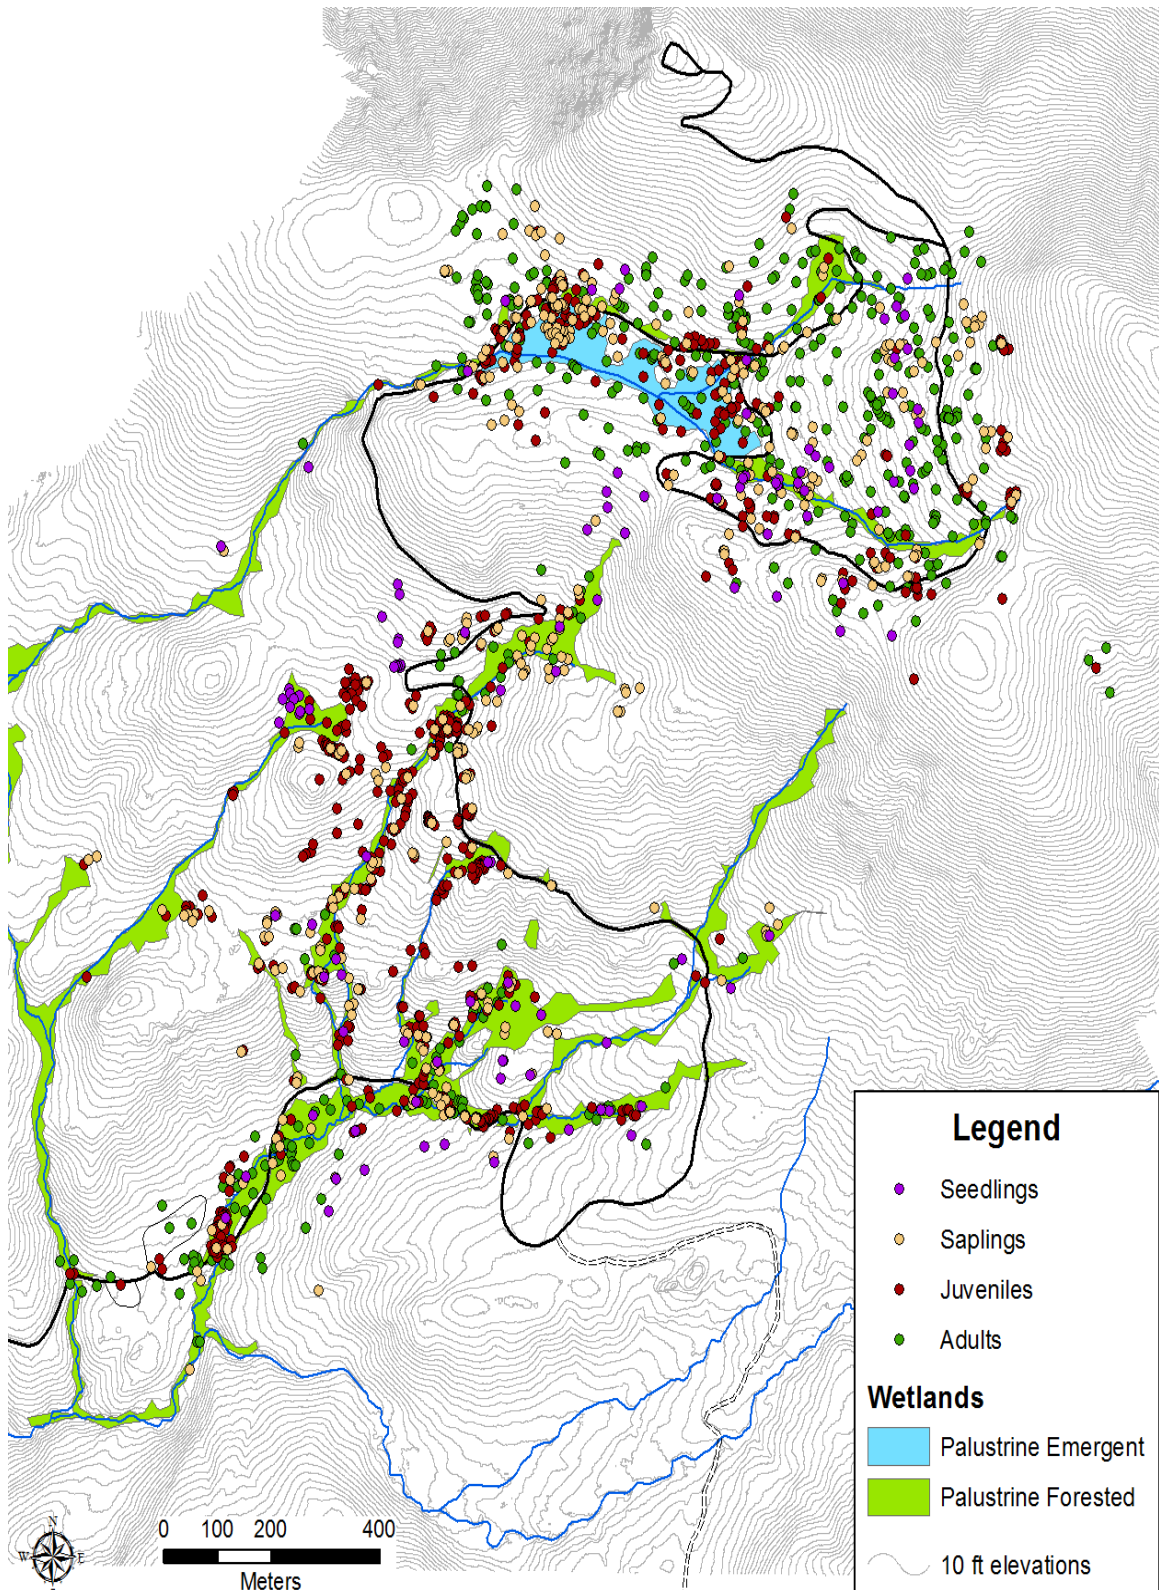 Legend
Seedlings
Saplings
Juveniles
Adults
Wetlands
Palustrine Emergent
Palustrine Forested
10 ft elevations
N
W E
0 100 200 400
Meters